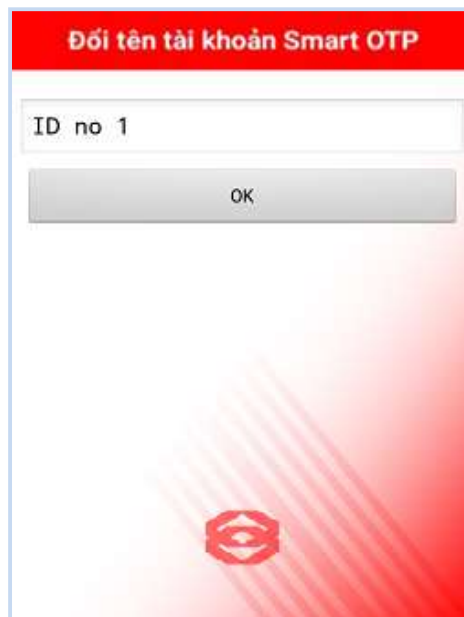 Đổi tên tài khoản Smart OTP
ID no 1
OK